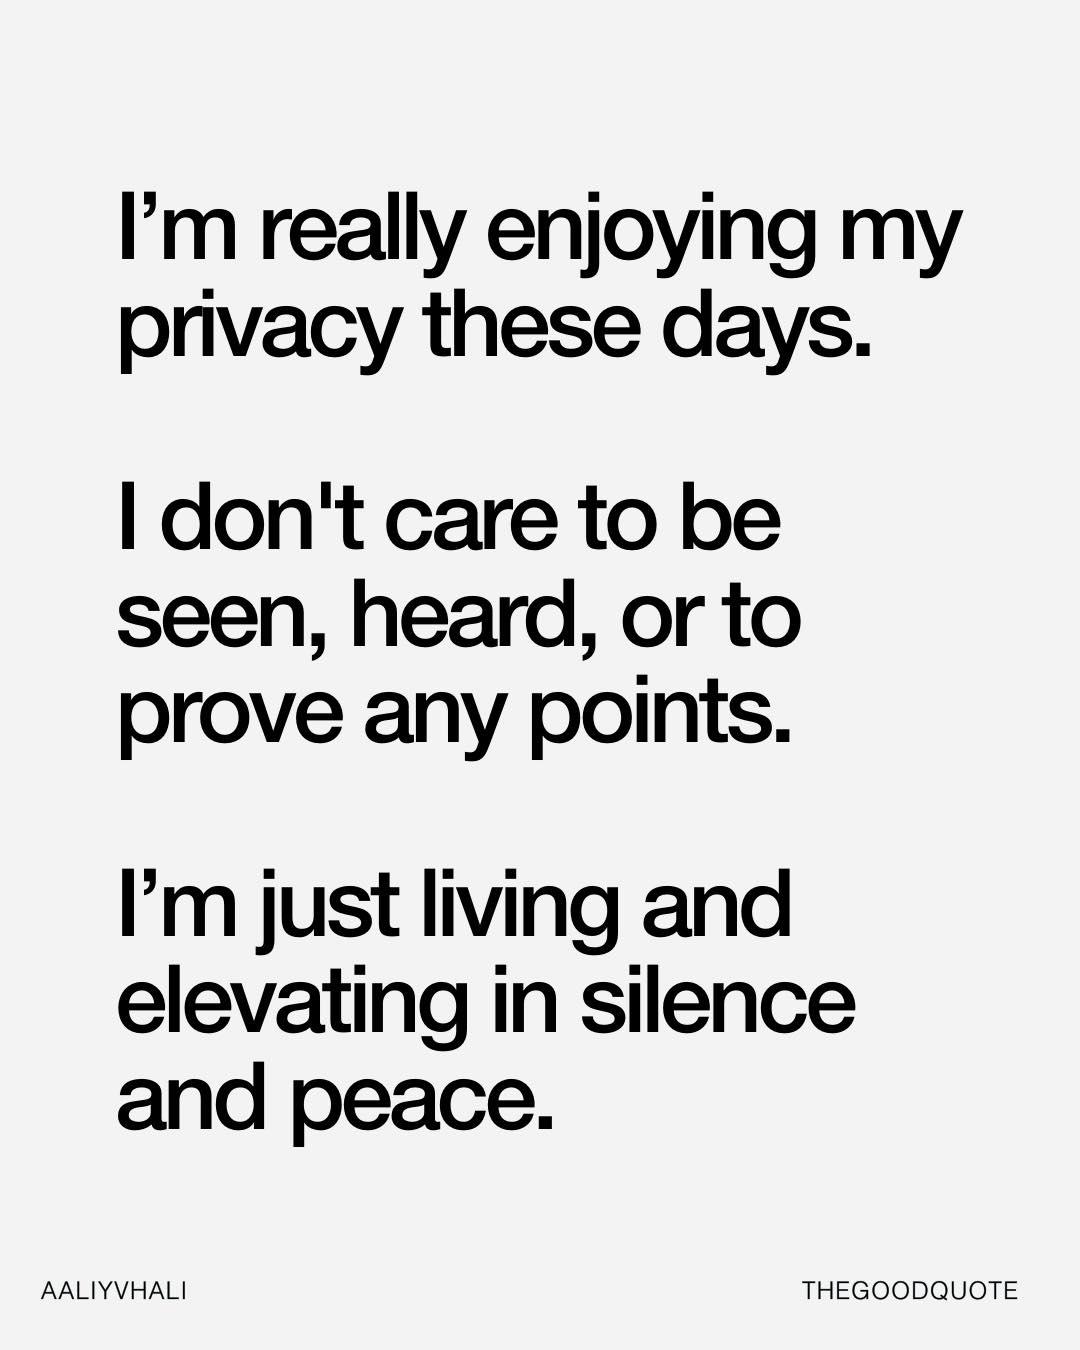 I’m really enjoying my
privacy these days.
I don't care to be
seen, heard, or to
prove any points.
I’m just living and
elevating in silence
and peace.
AALIYVHALI
THEGOODQUOTE